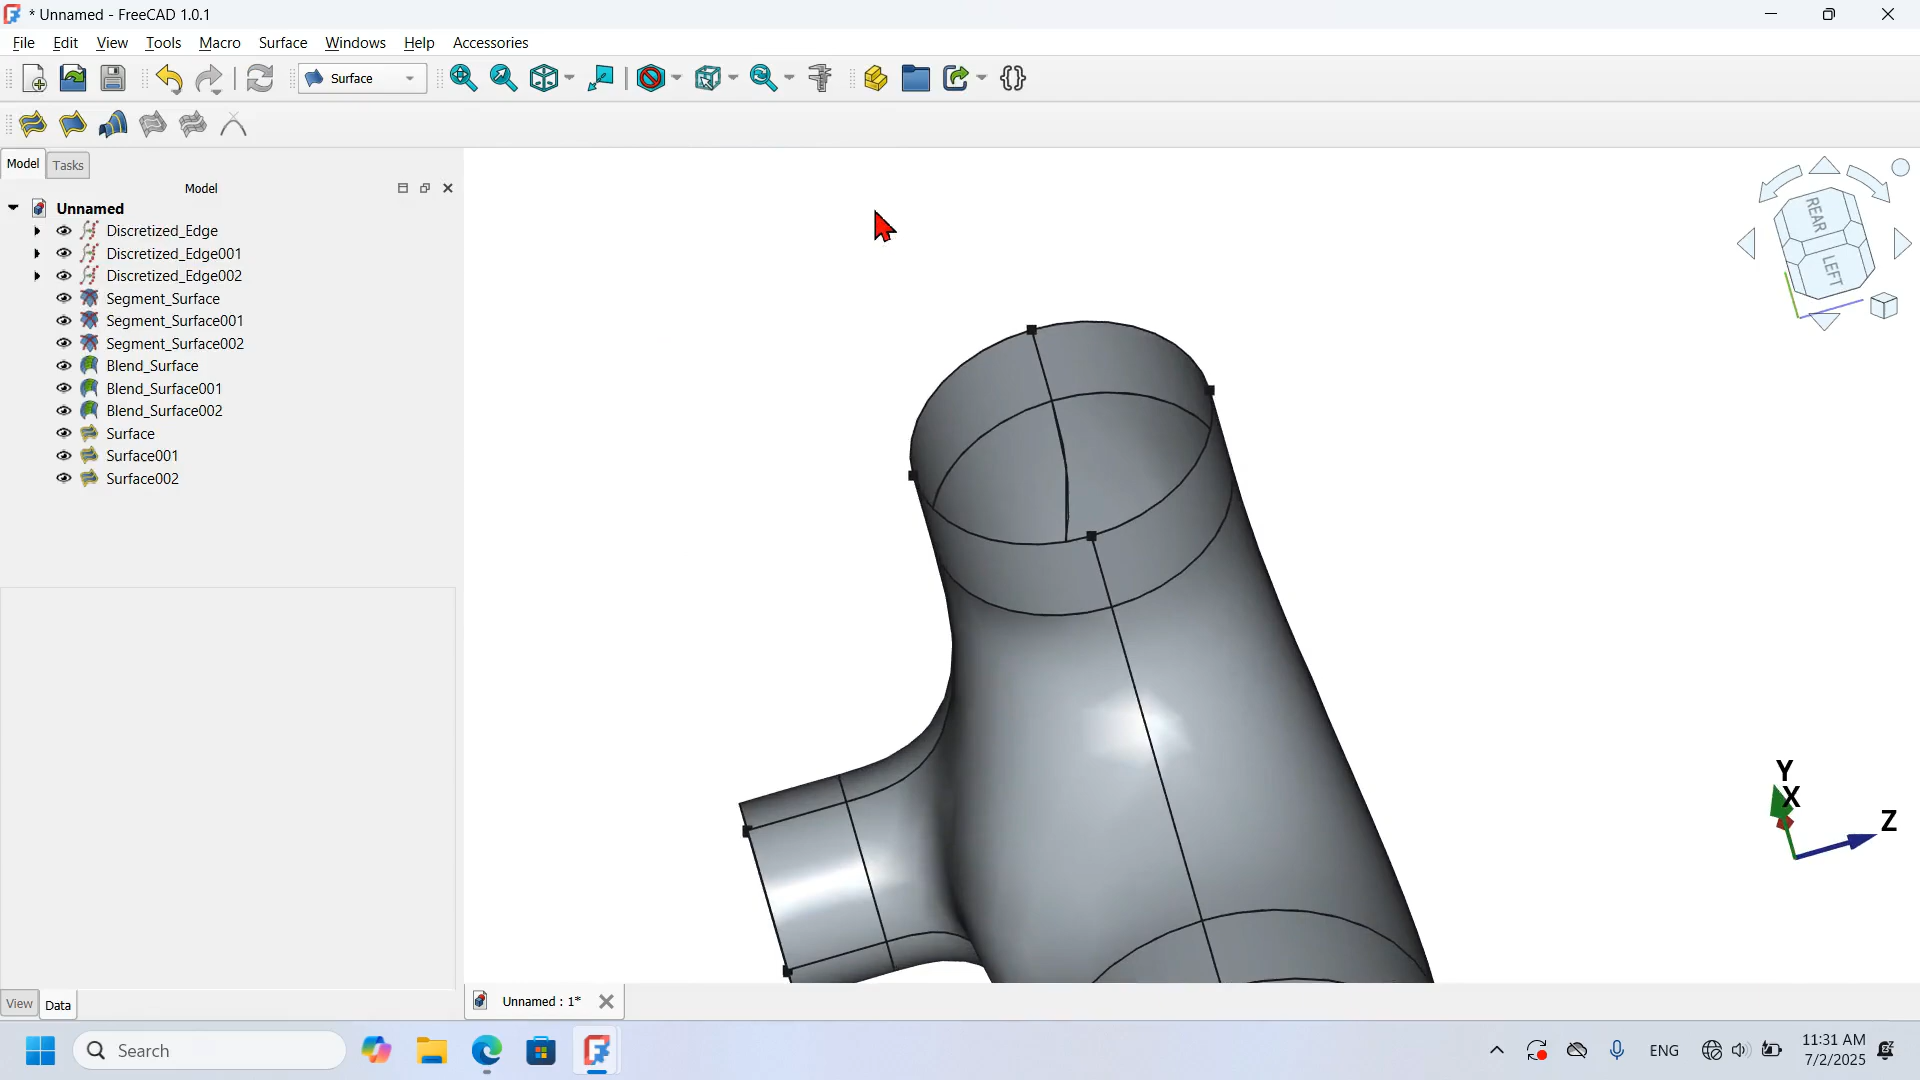 * Unnamed - FreeCAD 1.0.1
File Edit View Tools Macro Surface Windows Help Accessories
Surface
Model Tasks
Model
Unnamed
Discretized_Edge
Discretized_Edge001
Discretized_Edge002
Segment_Surface
Segment_Surface001
Segment_Surface002
Blend_Surface
Blend_Surface001
Blend_Surface002
Surface
Surface001
Surface002
REAR
LEFT
Y
X
Z
View Data
Unnamed : 1*
Search
ENG
11:31 AM
7/2/2025